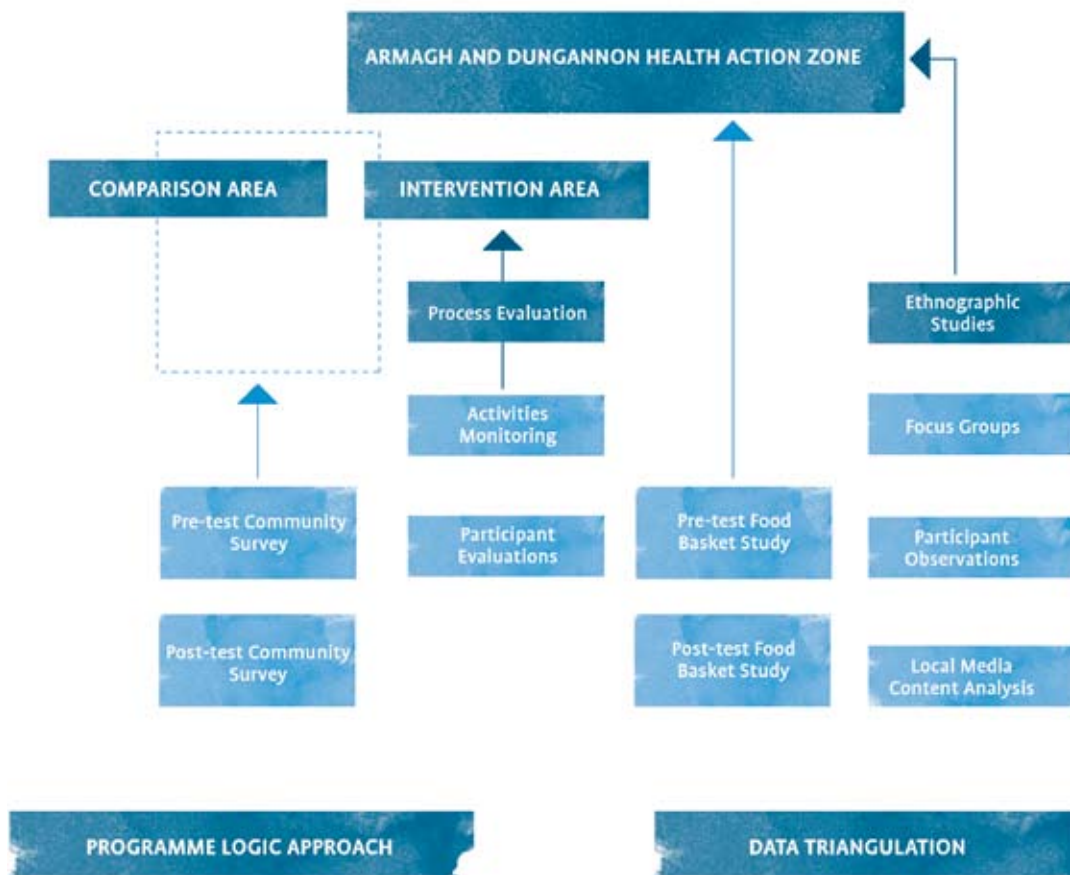 ARMAGH AND DUNGANNON HEALTH ACTION ZONE
COMPARISON AREA
INTERVENTION AREA
Process Evaluation
Ethnographic
Studies
Activities
Monitoring
Focus Groups
Pre-test Community
Survey
Participant
Evaluations
Pre-test Food
Basket Study
Participant
Observations
Post-test Community
Survey
Post-test Food
Basket Study
Local Media
Content Analysis
PROGRAMME LOGIC APPROACH
DATA TRIANGULATION